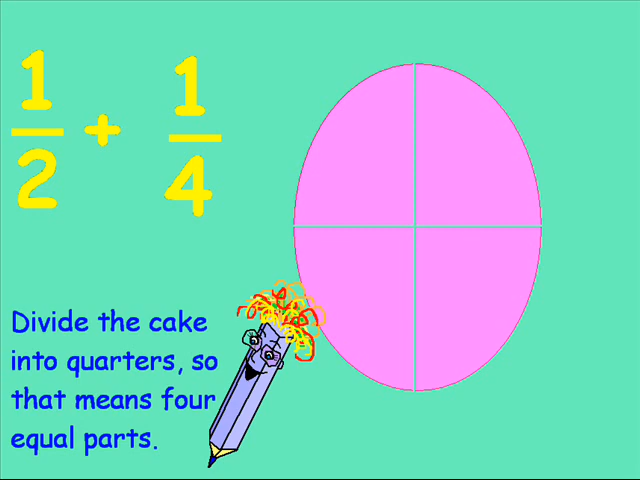 1/2 + 1/4
Divide the cake
into quarters, so
that means four
equal parts.